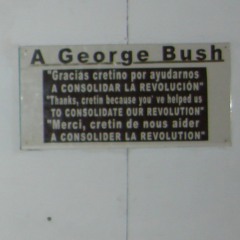 A George Bush
"Gracias cretino por ayudarnos
A CONSOLIDAR LA REVOLUCIÓN"
"Thanks, cretin because you' ve helped us
TO CONSOLIDATE OUR REVOLUTION"
"Merci, cretin de nous aider
A CONSOLIDER LA REVOLUTION"